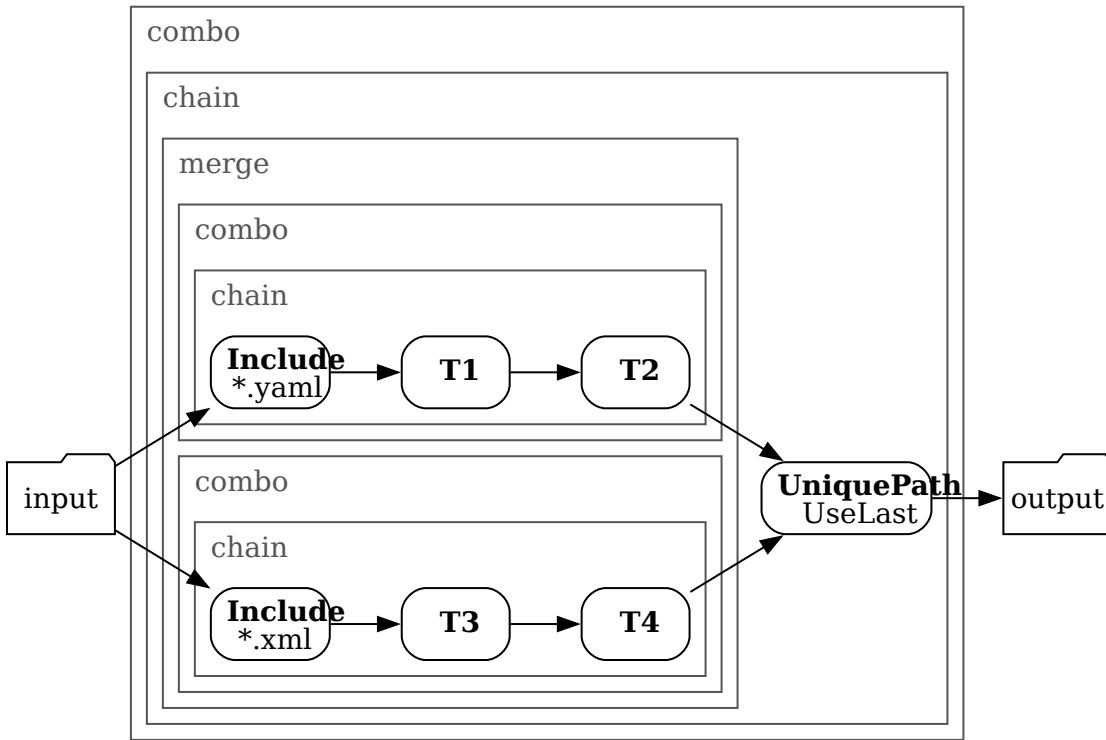 combo
chain
merge
combo
chain
Include
*.yaml
T1
T2
input
combo
chain
Include
*.xml
T3
T4
UniquePath
UseLast
output